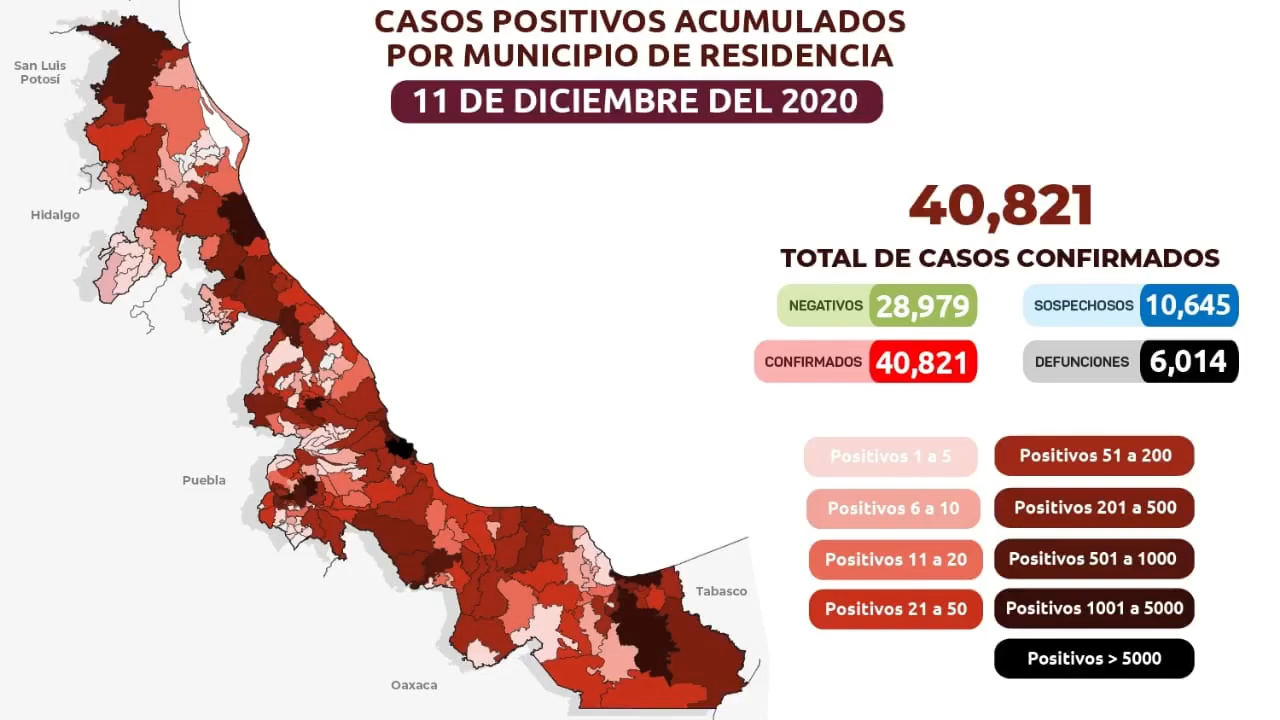 CASOS POSITIVOS ACUMULADOS
POR MUNICIPIO DE RESIDENCIA
11 DE DICIEMBRE DEL 2020
San Luis
Potosí
Hidalgo
Puebla
Oaxaca
Tabasco
40,821
TOTAL DE CASOS CONFIRMADOS
NEGATIVOS 28,979
SOSPECHOSOS 10,645
CONFIRMADOS 40,821
DEFUNCIONES 6,014
Positivos 1 a 5
Positivos 51 a 200
Positivos 6 a 10
Positivos 201 a 500
Positivos 11 a 20
Positivos 501 a 1000
Positivos 21 a 50
Positivos 1001 a 5000
Positivos > 5000